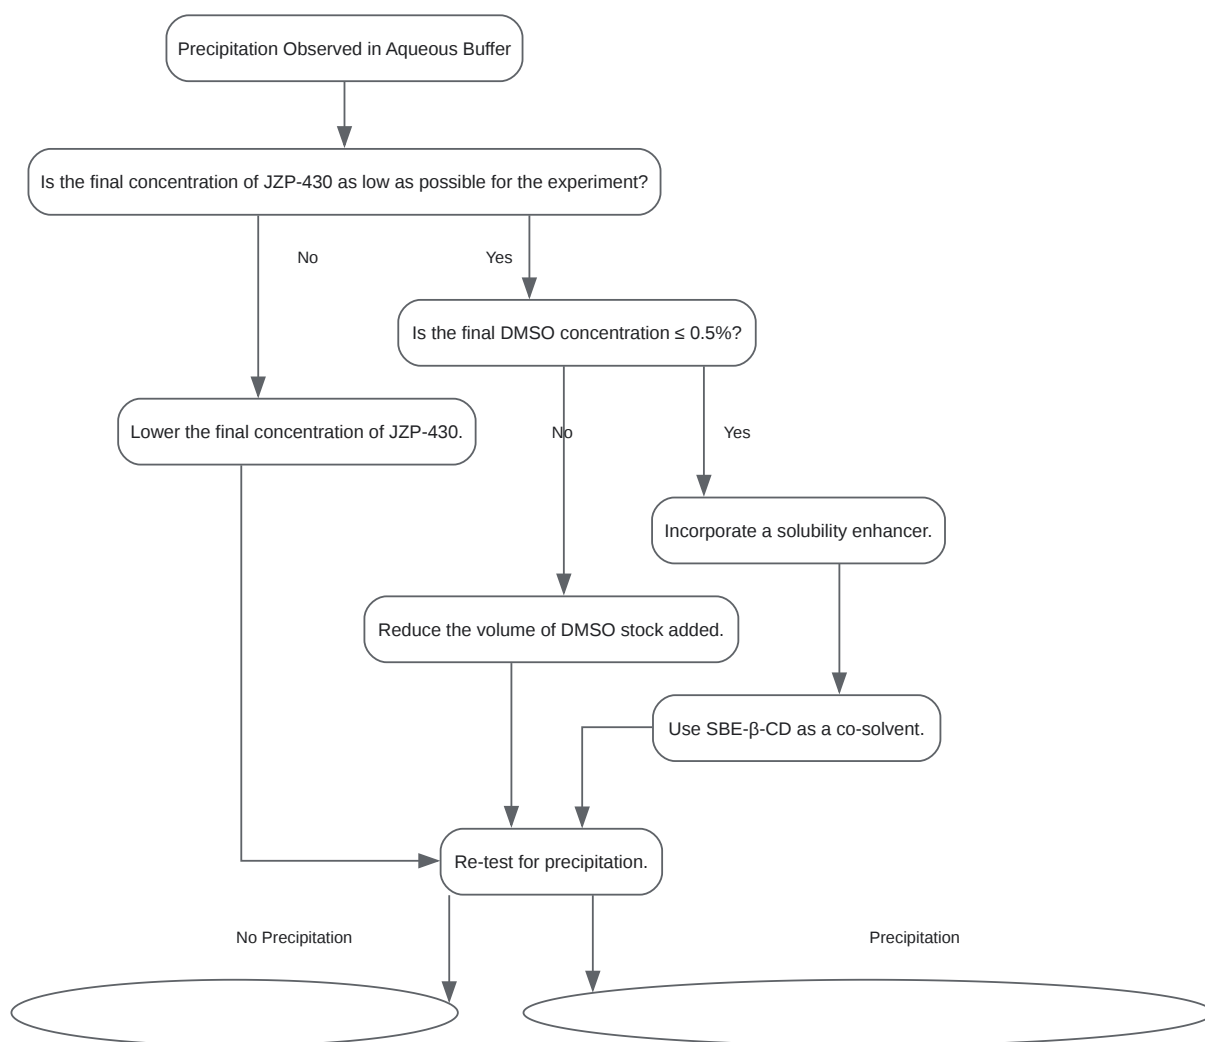 Precipitation Observed in Aqueous Buffer
Is the final concentration of JZP-430 as low as possible for the experiment?
No
Yes
Is the final DMSO concentration ≤ 0.5%?
Lower the final concentration of JZP-430.
No
Yes
Incorporate a solubility enhancer.
Reduce the volume of DMSO stock added.
Use SBE-β-CD as a co-solvent.
Re-test for precipitation.
No Precipitation
Precipitation